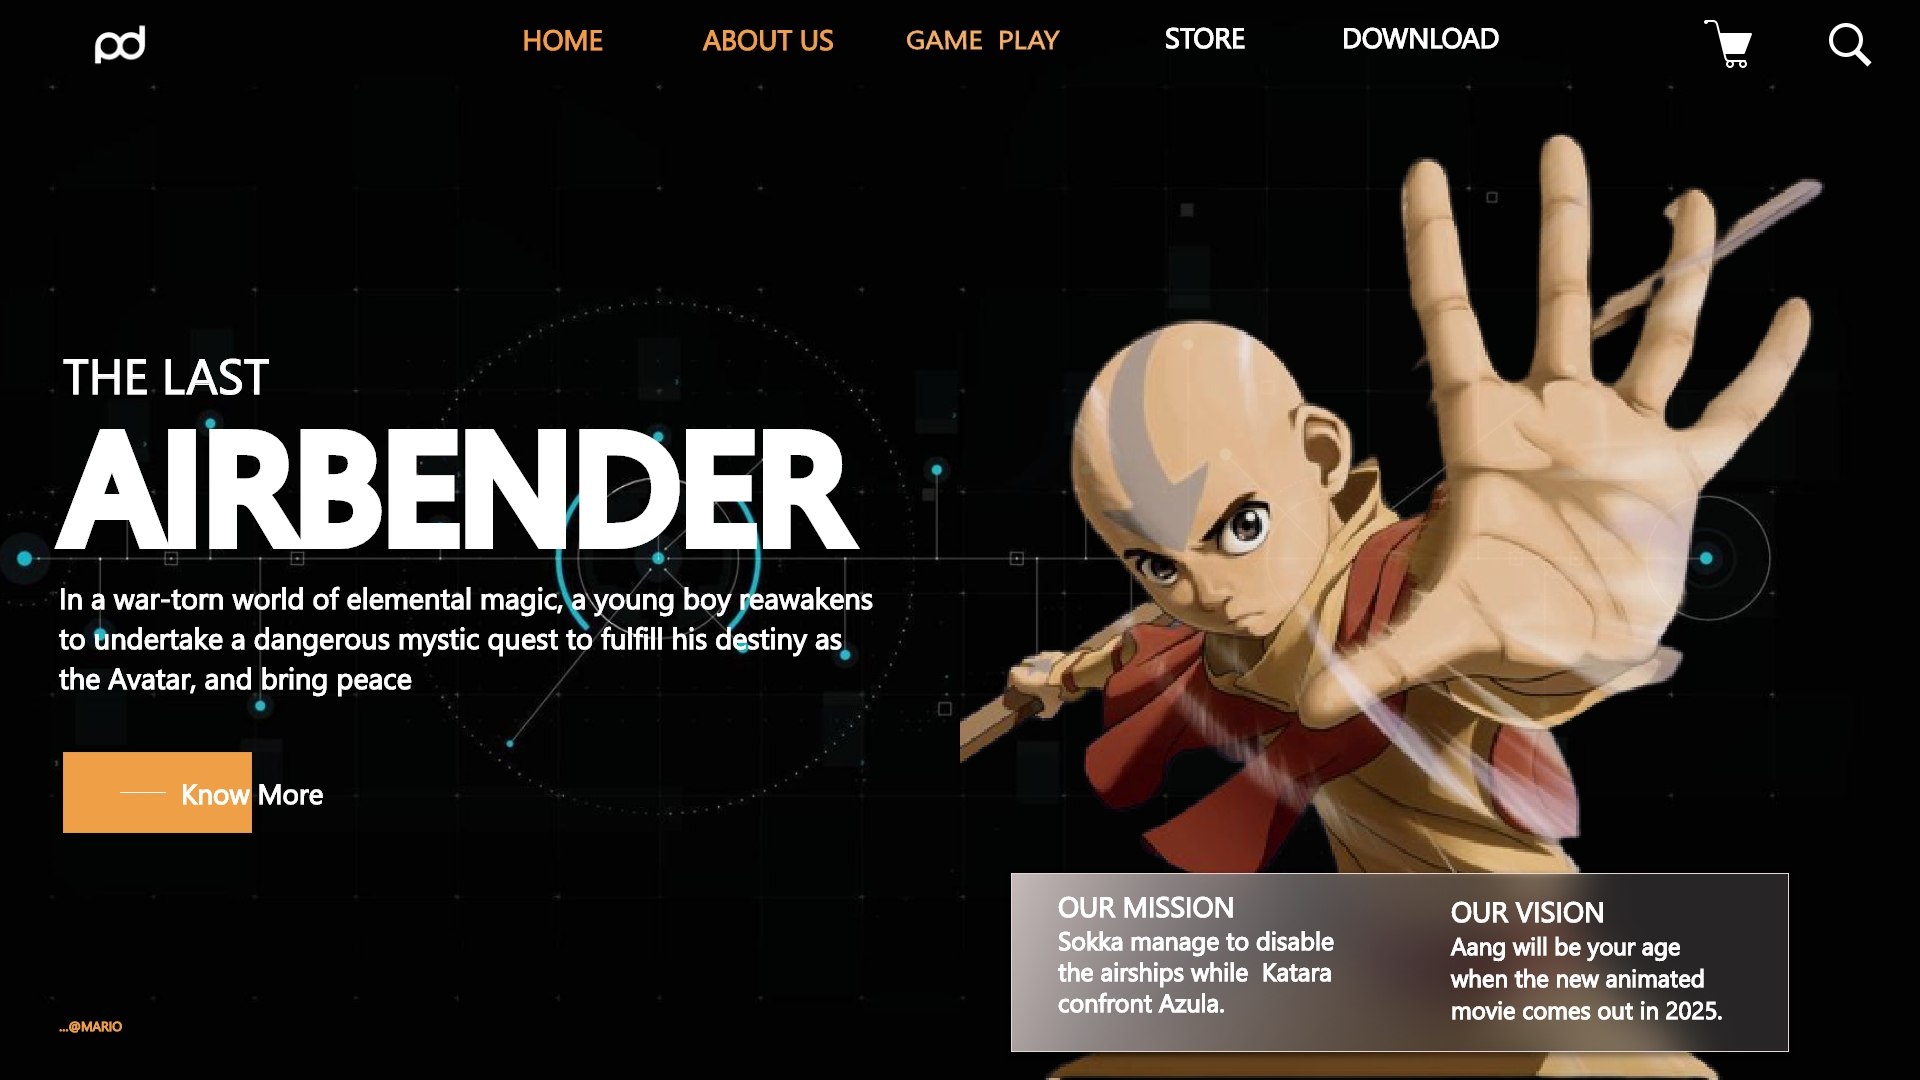 pd
HOME ABOUT US GAME PLAY STORE DOWNLOAD
THE LAST
AIRBENDER
In a war-torn world of elemental magic, a young boy reawakens
to undertake a dangerous mystic quest to fulfill his destiny as
the Avatar, and bring peace
Know More
...@MARIO
OUR MISSION
Sokka manage to disable
the airships while  Katara
confront Azula.
OUR VISION
Aang will be your age
when the new animated
movie comes out in 2025.